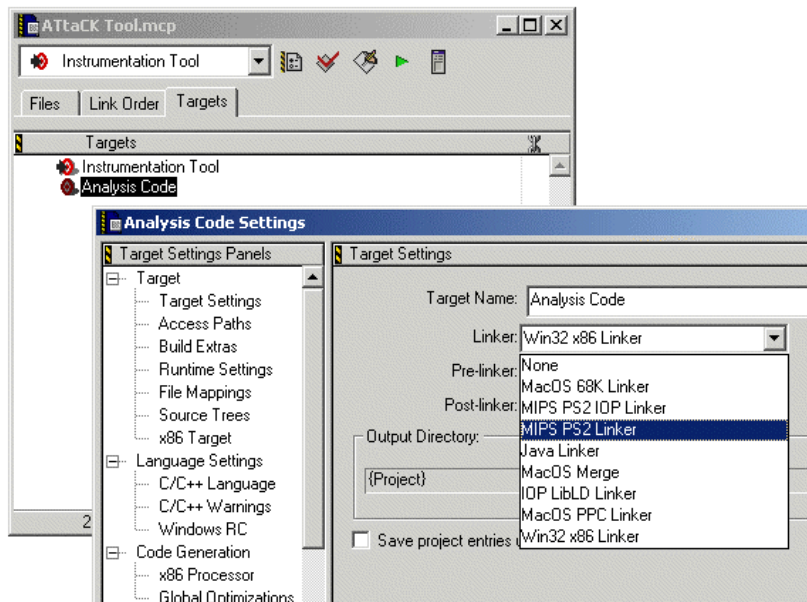 ATtaCK Tool.mcp
Instrumentation Tool
Files
Link Order
Targets
Targets
Instrumentation Tool
Analysis Code
2
Analysis Code Settings
Target Settings Panels
Target
Target Settings
Access Paths
Build Extras
Runtime Settings
File Mappings
Source Trees
x86 Target
Language Settings
C/C++ Language
C/C++ Warnings
Windows RC
Code Generation
x86 Processor
Global Optimizations
Target Settings
Target Name: Analysis Code
Linker: Win32 x86 Linker
Pre-linker:
Post-linker:
None
MacOS 68K Linker
MIPS PS2 IOP Linker
MIPS PS2 Linker
Java Linker
MacOS Merge
IOP LibLD Linker
MacOS PPC Linker
Win32 x86 Linker
Output Directory:
{Project}
Save project entries